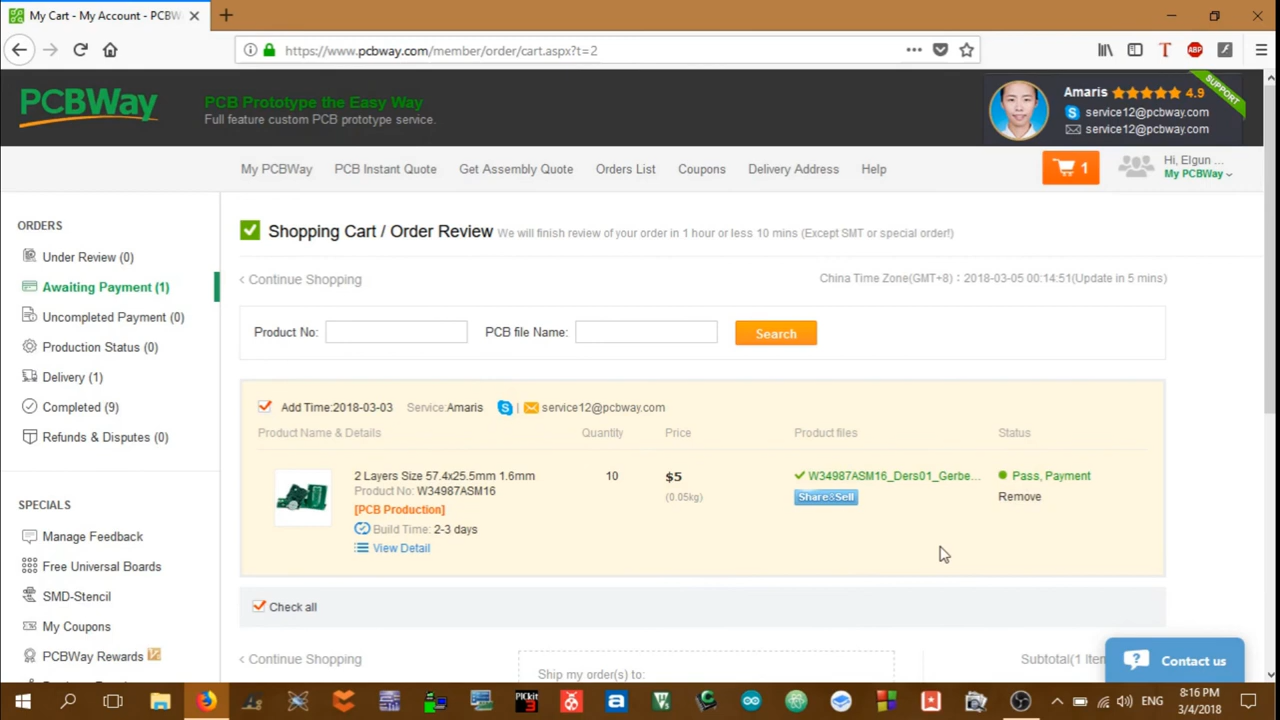 My Cart - My Account - PCBW
https://www.pcbway.com/member/order/cart.aspx?t=2
PCBWay
PCB Prototype the Easy Way
Full feature custom PCB prototype service.
Amaris 4.9
service12@pcbway.com
service12@pcbway.com
SUPPORT
My PCBWay PCB Instant Quote Get Assembly Quote Orders List Coupons Delivery Address Help
1
Hi, Elgun ...
My PCBWay
ORDERS
Under Review (0)
Awaiting Payment (1)
Uncompleted Payment (0)
Production Status (0)
Delivery (1)
Completed (9)
Refunds & Disputes (0)
SPECIALS
Manage Feedback
Free Universal Boards
SMD-Stencil
My Coupons
PCBWay Rewards
Shopping Cart / Order Review We will finish review of your order in 1 hour or less 10 mins (Except SMT or special order!)
< Continue Shopping
China Time Zone(GMT+8) : 2018-03-05 00:14:51(Update in 5 mins)
Product No: PCB file Name: Search
Add Time:2018-03-03 Service:Amaris | service12@pcbway.com
Product Name & Details Quantity Price Product files Status
2 Layers Size 57.4x25.5mm 1.6mm 10 $5 W34987ASM16_Ders01_Gerbe... Pass, Payment
Product No: W34987ASM16 (0.05kg) Share&Sell Remove
[PCB Production]
Build Time: 2-3 days
View Detail
Check all
< Continue Shopping
Ship my order(s) to:
Subtotal(1 Item
Contact us
PICkit
3
ENG
8:16 PM
3/4/2018